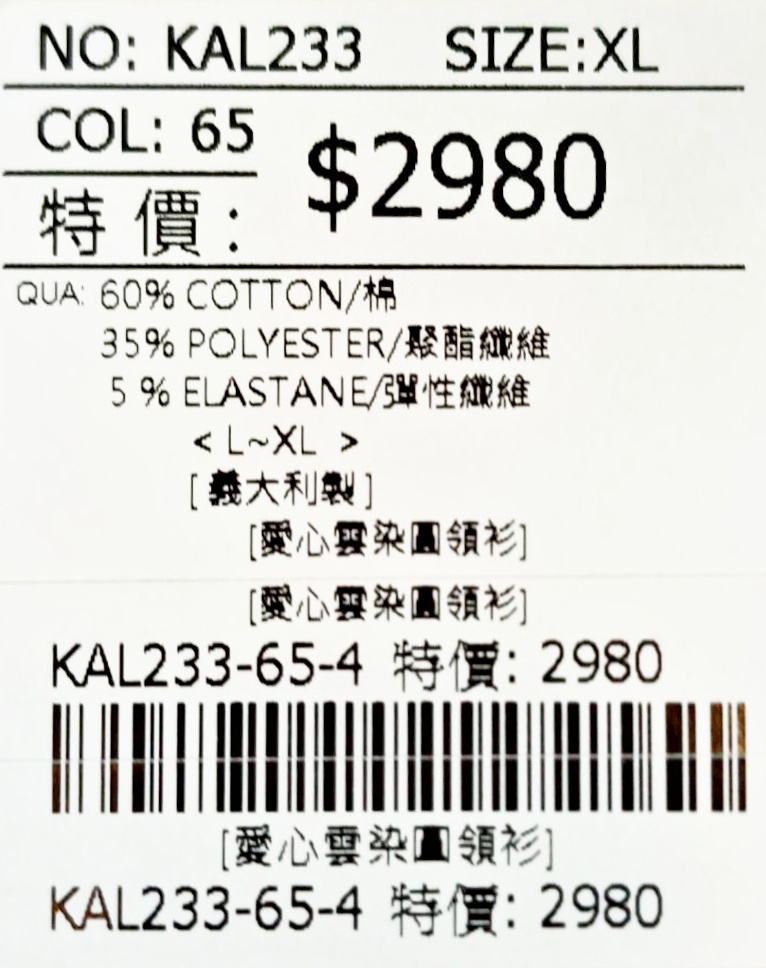 NO: KAL233 SIZE:XL
COL: 65
$2980
特價:
QUA: 60% COTTON/棉
35% POLYESTER/聚酯纖維
5 % ELASTANE/彈性纖維
< L~XL >
[義大利製]
[愛心雲染圓領衫]
[愛心雲染圓領衫]
KAL233-65-4 特價: 2980
[愛心雲染圓領衫]
KAL233-65-4 特價: 2980